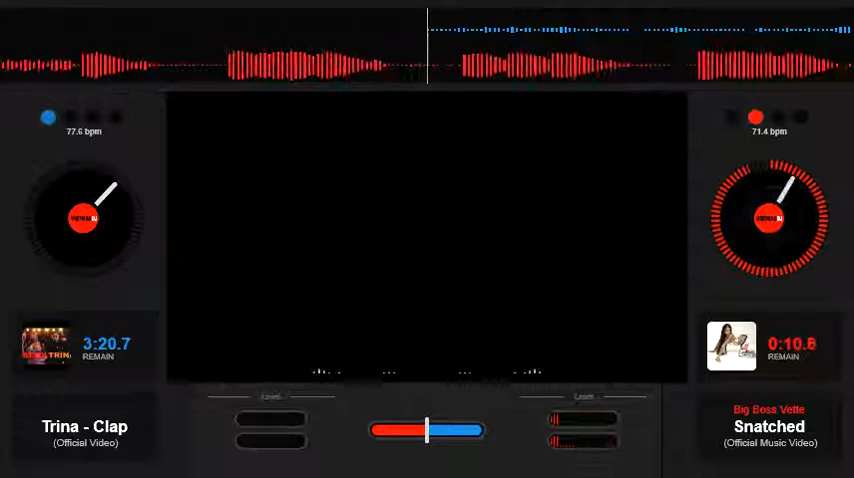 77.6 bpm
71.4 bpm
3:20.7
REMAIN
0:10.6
REMAIN
Trina - Clap
(Official Video)
Big Boss Vette
Snatched
(Official Music Video)